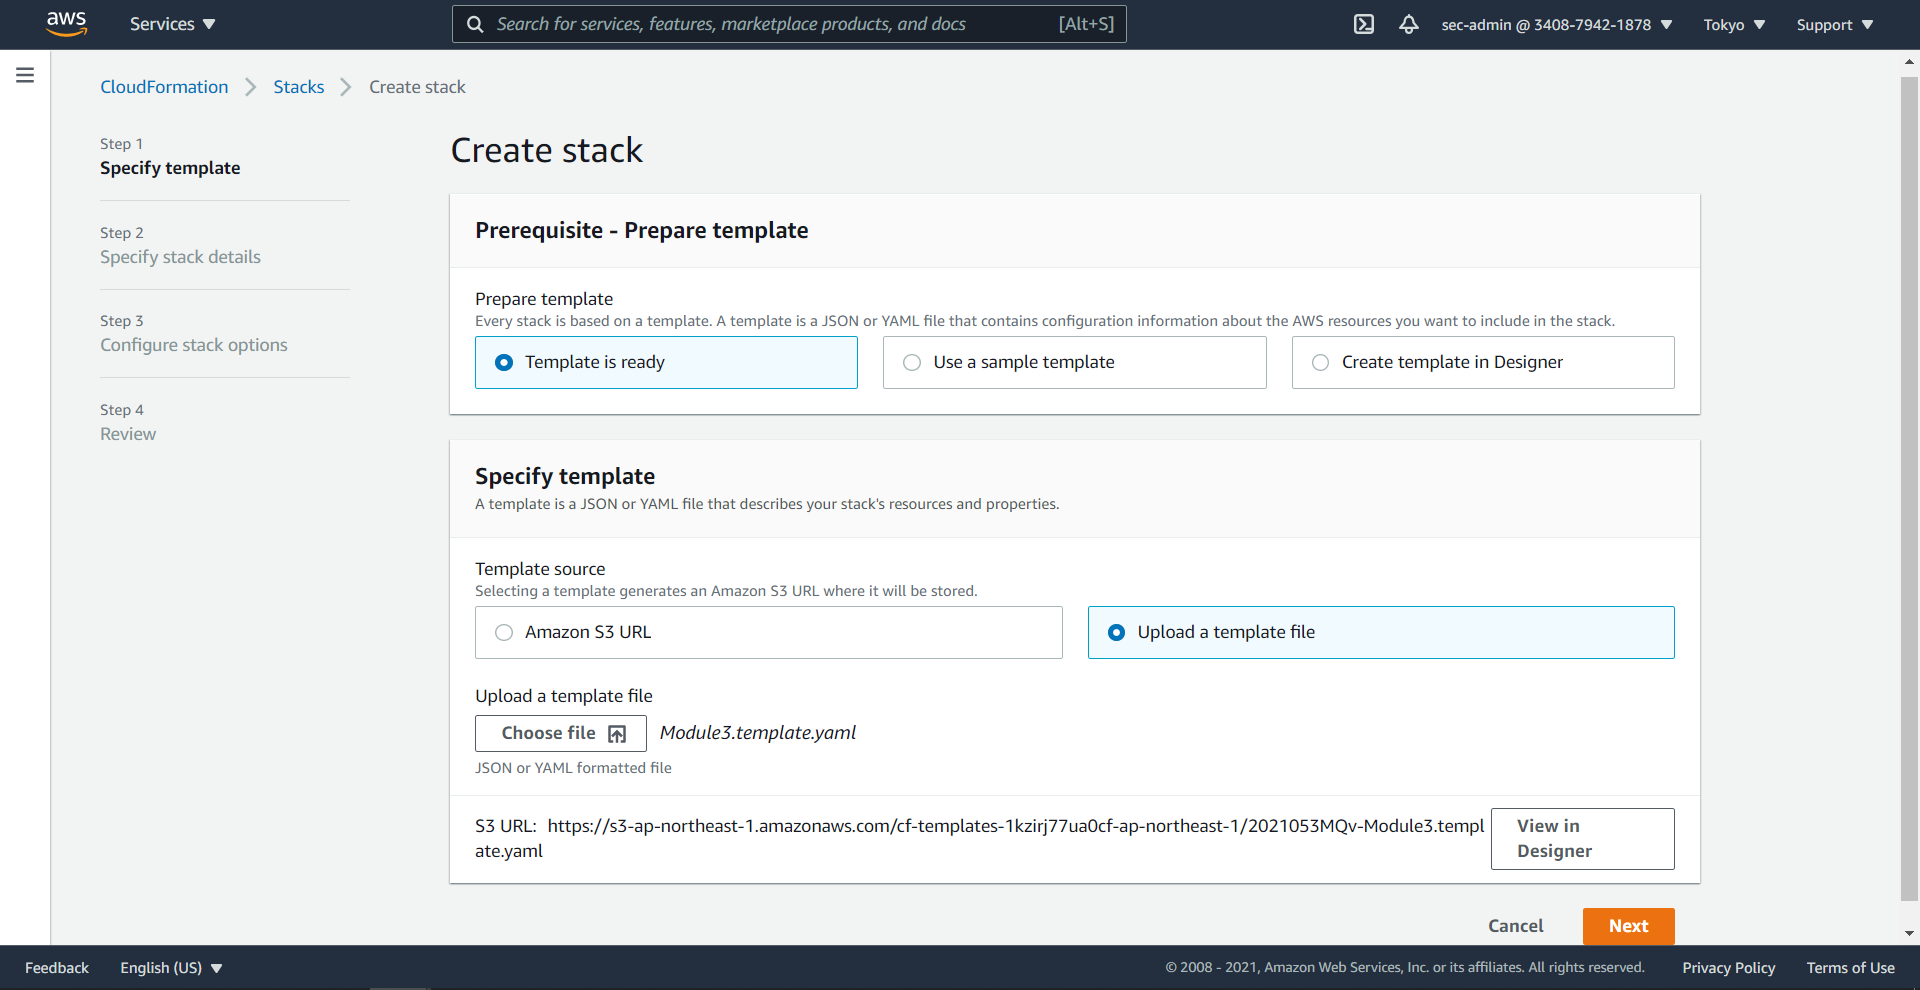 aws
Services
Search for services, features, marketplace products, and docs [Alt+S]
sec-admin @ 3408-7942-1878
Tokyo
Support
CloudFormation
Stacks
Create stack
Step 1
Specify template
Step 2
Specify stack details
Step 3
Configure stack options
Step 4
Review
Create stack
Prerequisite - Prepare template
Prepare template
Every stack is based on a template. A template is a JSON or YAML file that contains configuration information about the AWS resources you want to include in the stack.
Template is ready
Use a sample template
Create template in Designer
Specify template
A template is a JSON or YAML file that describes your stack's resources and properties.
Template source
Selecting a template generates an Amazon S3 URL where it will be stored.
Amazon S3 URL
Upload a template file
Upload a template file
Choose file
Module3.template.yaml
JSON or YAML formatted file
S3 URL: https://s3-ap-northeast-1.amazonaws.com/cf-templates-1kzirj77ua0cf-ap-northeast-1/2021053MQv-Module3.templ
ate.yaml
View in
Designer
Cancel
Next
Feedback
English (US)
© 2008 - 2021, Amazon Web Services, Inc. or its affiliates. All rights reserved.
Privacy Policy
Terms of Use